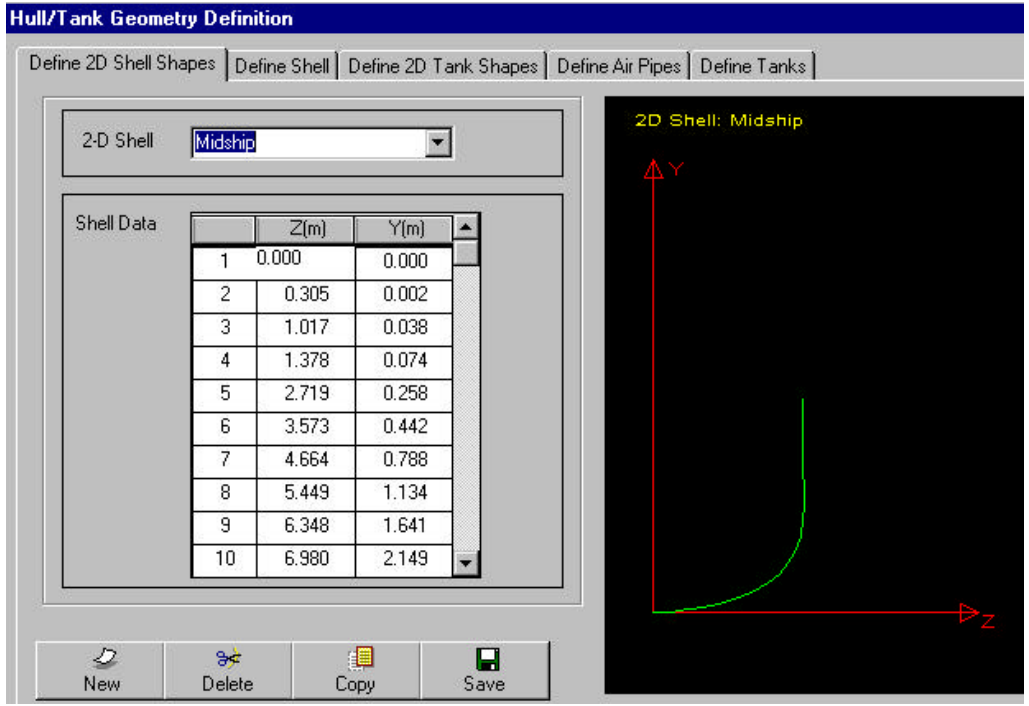 Hull/Tank Geometry Definition
Define 2D Shell Shapes Define Shell Define 2D Tank Shapes Define Air Pipes Define Tanks
2-D Shell Midship
Shell Data
Z(m) Y(m)
1 0.000 0.000
2 0.305 0.002
3 1.017 0.038
4 1.378 0.074
5 2.719 0.258
6 3.573 0.442
7 4.664 0.788
8 5.449 1.134
9 6.348 1.641
10 6.980 2.149
New Delete Copy Save
2D Shell: Midship
Y
Z